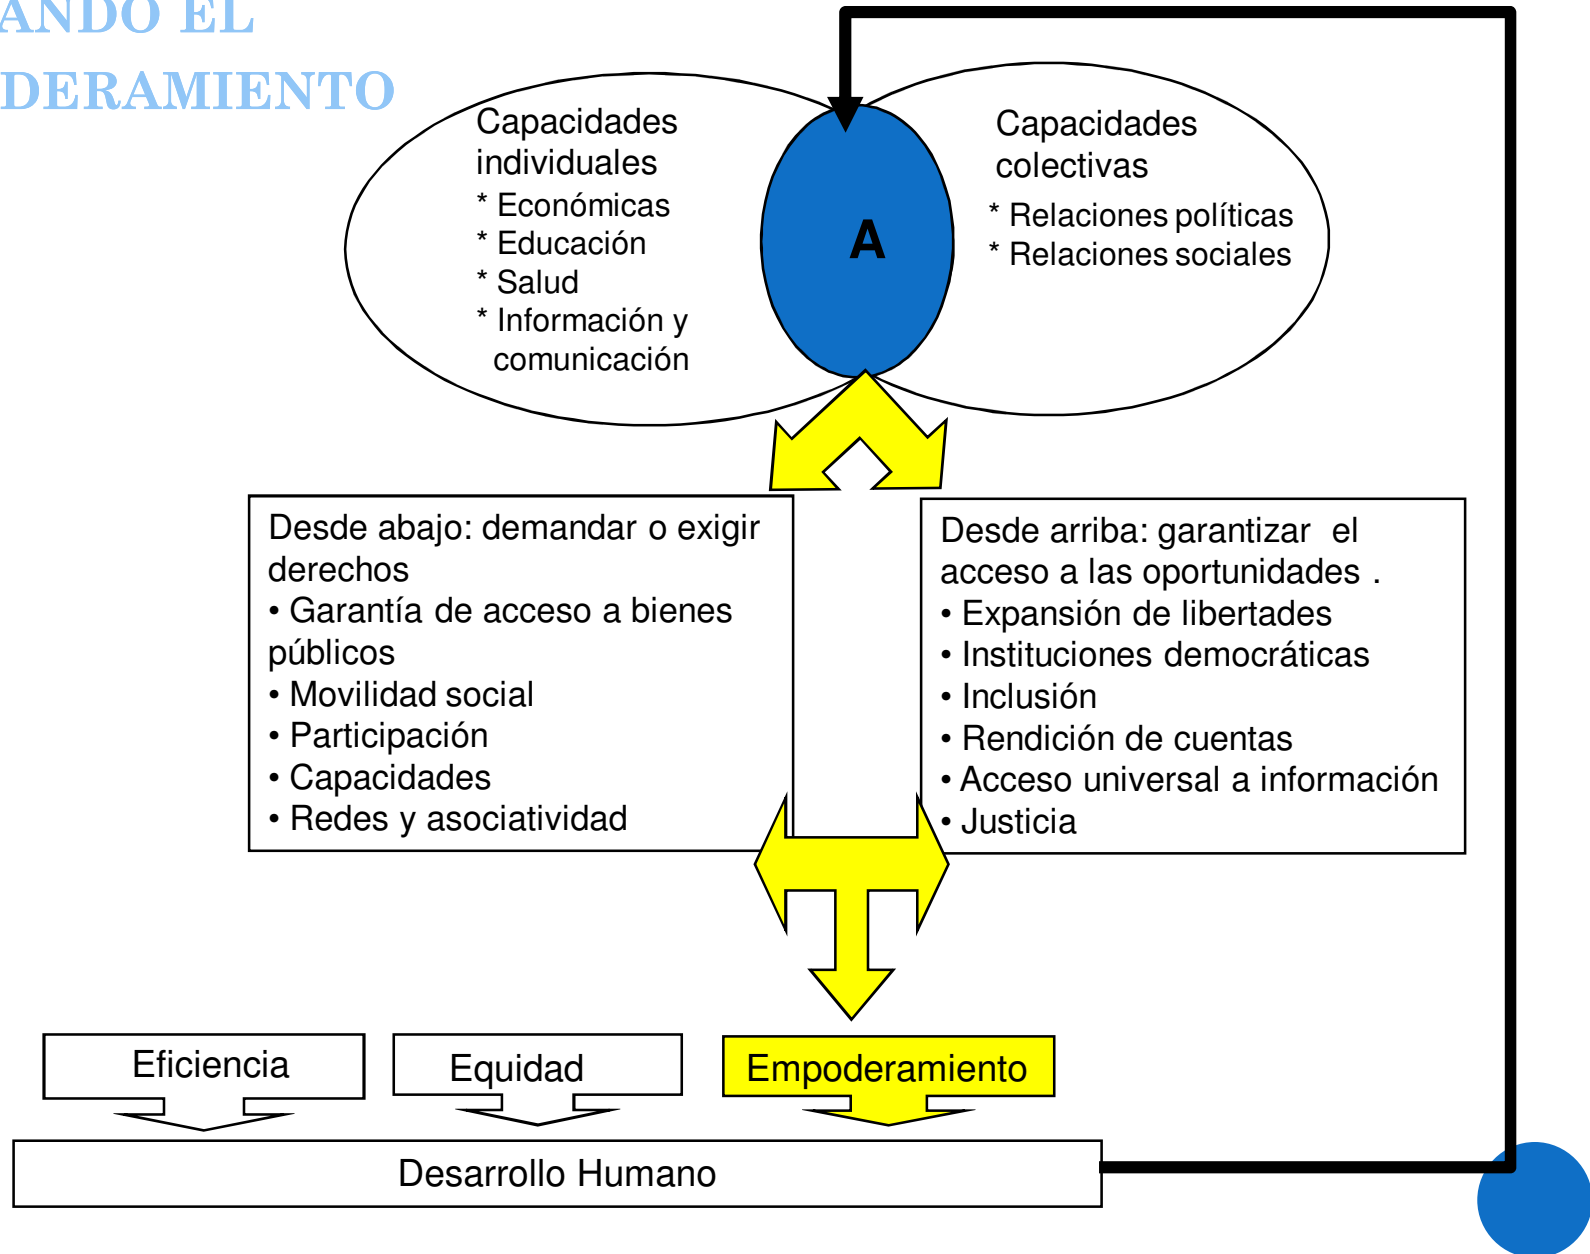 ANDO EL
DERAMIENTO
Capacidades
individuales
* Económicas
* Educación
* Salud
* Información y
comunicación
A
Capacidades
colectivas
* Relaciones políticas
* Relaciones sociales
Desde abajo: demandar o exigir
derechos
• Garantía de acceso a bienes
públicos
• Movilidad social
• Participación
• Capacidades
• Redes y asociatividad
Desde arriba: garantizar el
acceso a las oportunidades .
• Expansión de libertades
• Instituciones democráticas
• Inclusión
• Rendición de cuentas
• Acceso universal a información
• Justicia
Eficiencia
Equidad
Empoderamiento
Desarrollo Humano